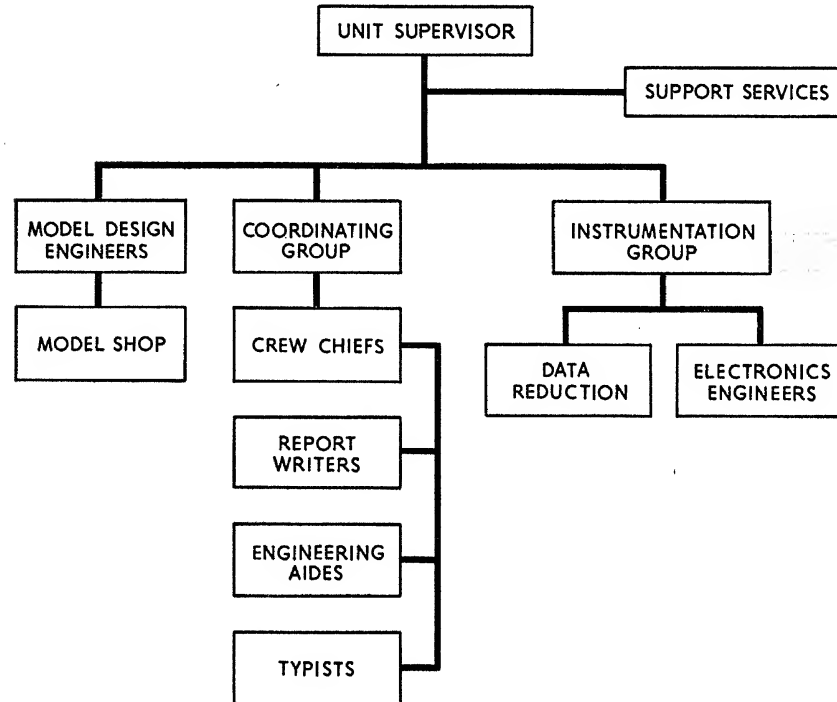 UNIT SUPERVISOR
SUPPORT SERVICES
MODEL DESIGN
ENGINEERS
COORDINATING
GROUP
INSTRUMENTATION
GROUP
MODEL SHOP
CREW CHIEFS
DATA
REDUCTION
ELECTRONICS
ENGINEERS
REPORT
WRITERS
ENGINEERING
AIDES
TYPISTS